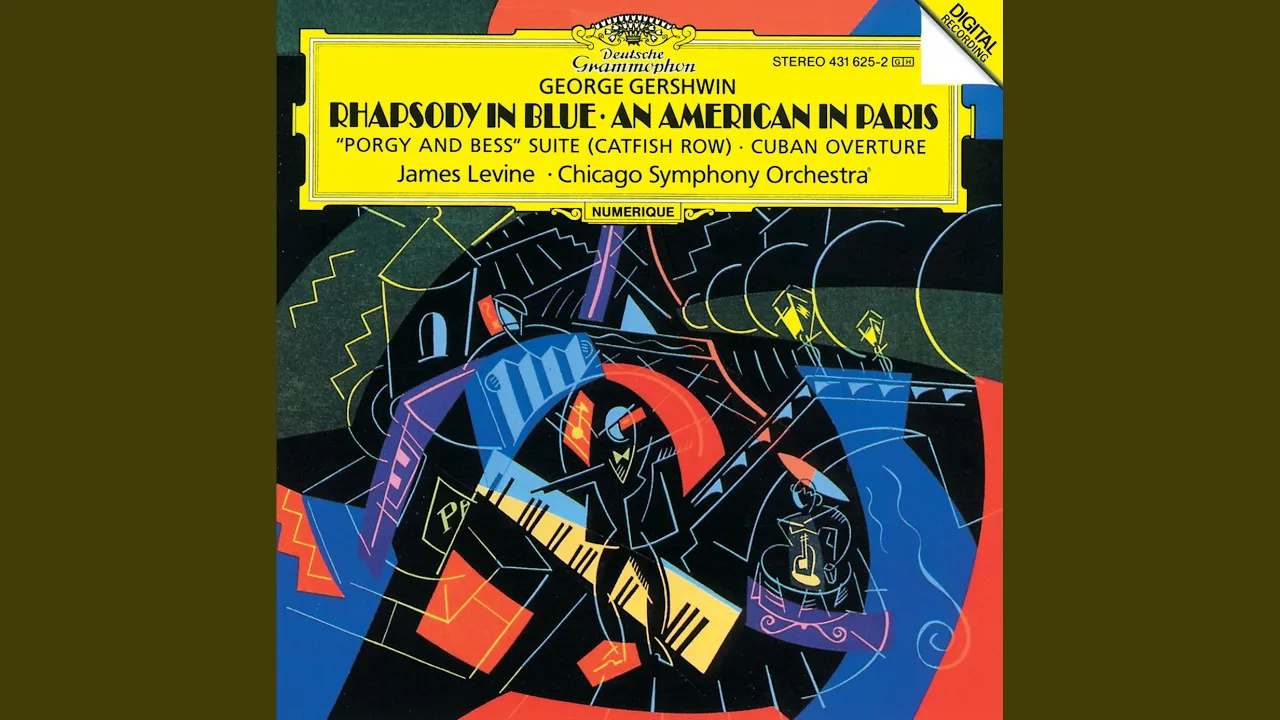 DIGITAL
RECORDING
Deutsche
Grammophon
STEREO 431 625-2 GH
GEORGE GERSHWIN
RHAPSODY IN BLUE · AN AMERICAN IN PARIS
"PORGY AND BESS" SUITE (CATFISH ROW) · CUBAN OVERTURE
James Levine · Chicago Symphony Orchestra®
NUMERIQUE